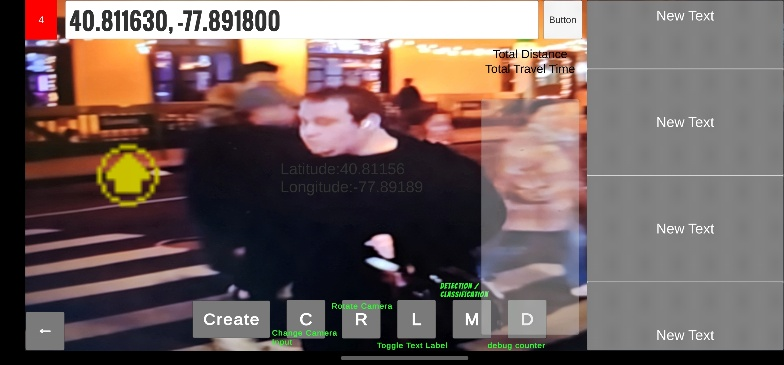 4
40.811630, -77.891800
Button
New Text
Total Distance
Total Travel Time
New Text
Latitude:40.81156
Longitude:-77.89189
New Text
DETECTION /
CLASSIFICATION
Rotate Camera
Create
C
R
L
M
D
←
Change Camera
Input
Toggle Text Label
debug counter
New Text